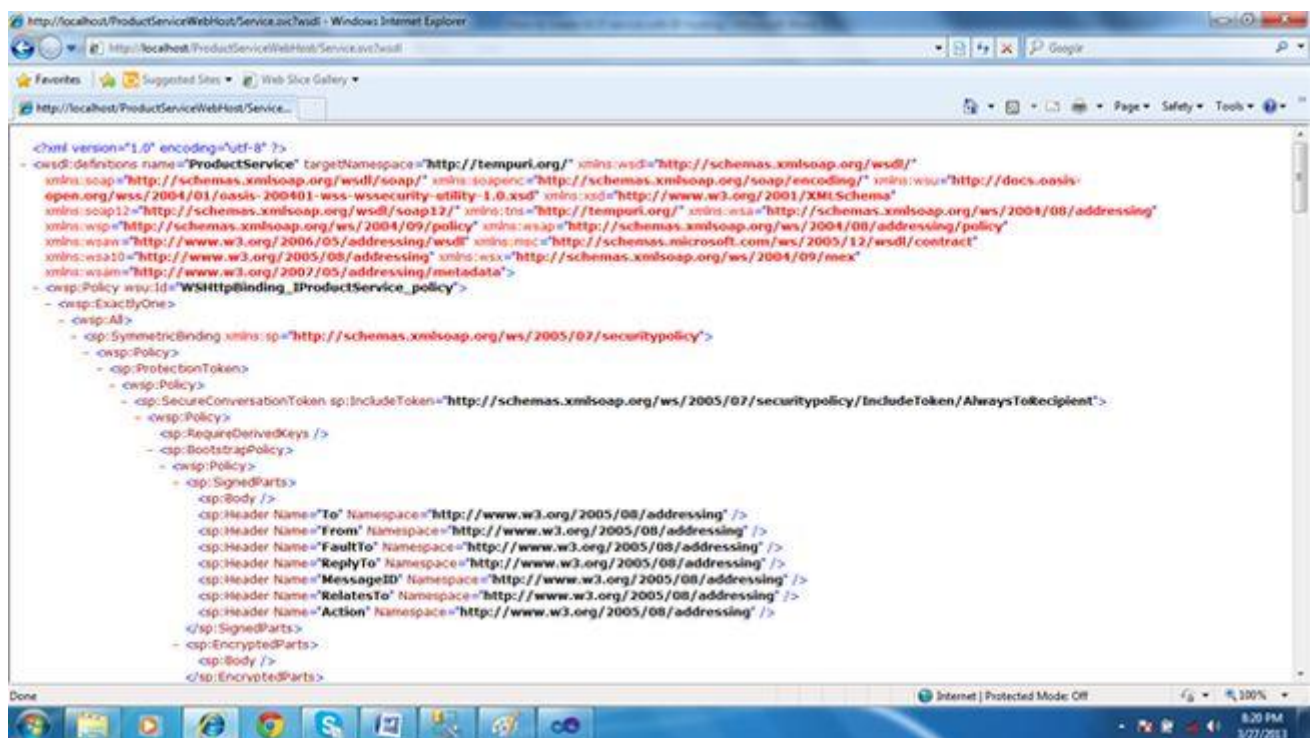 http://localhost/ProductServiceWebHost/Service.svc?wsdl - Windows Internet Explorer
http://localhost/ProductServiceWebHost/Service.svc?wsdl
Google
Favorites Suggested Sites Web Slice Gallery
http://localhost/ProductServiceWebHost/Service... Page Safety Tools
<?xml version="1.0" encoding="utf-8" ?>
- <wsdl:definitions name="ProductService" targetNamespace="http://tempuri.org/" xmlns:wsdl="http://schemas.xmlsoap.org/wsdl/"
xmlns:soap="http://schemas.xmlsoap.org/wsdl/soap/" xmlns:soapenc="http://schemas.xmlsoap.org/soap/encoding/" xmlns:wsu="http://docs.oasis-
open.org/wss/2004/01/oasis-200401-wss-wssecurity-utility-1.0.xsd" xmlns:xsd="http://www.w3.org/2001/XMLSchema"
xmlns:soap12="http://schemas.xmlsoap.org/wsdl/soap12/" xmlns:tns="http://tempuri.org/" xmlns:wsa="http://schemas.xmlsoap.org/ws/2004/08/addressing"
xmlns:wsp="http://schemas.xmlsoap.org/ws/2004/09/policy" xmlns:wsap="http://schemas.xmlsoap.org/ws/2004/08/addressing/policy"
xmlns:wsaw="http://www.w3.org/2006/05/addressing/wsdl" xmlns:msc="http://schemas.microsoft.com/ws/2005/12/wsdl/contract"
xmlns:wsa10="http://www.w3.org/2005/08/addressing" xmlns:wsx="http://schemas.xmlsoap.org/ws/2004/09/mex"
xmlns:wsam="http://www.w3.org/2007/05/addressing/metadata">
- <wsp:Policy wsu:Id="WSHttpBinding_IProductService_policy">
- <wsp:ExactlyOne>
- <wsp:All>
- <sp:SymmetricBinding xmlns:sp="http://schemas.xmlsoap.org/ws/2005/07/securitypolicy">
- <wsp:Policy>
- <sp:ProtectionToken>
- <wsp:Policy>
- <sp:SecureConversationToken sp:IncludeToken="http://schemas.xmlsoap.org/ws/2005/07/securitypolicy/IncludeToken/AlwaysToRecipient">
- <wsp:Policy>
<sp:RequireDerivedKeys />
- <sp:BootstrapPolicy>
- <wsp:Policy>
- <sp:SignedParts>
<sp:Body />
<sp:Header Name="To" Namespace="http://www.w3.org/2005/08/addressing" />
<sp:Header Name="From" Namespace="http://www.w3.org/2005/08/addressing" />
<sp:Header Name="FaultTo" Namespace="http://www.w3.org/2005/08/addressing" />
<sp:Header Name="ReplyTo" Namespace="http://www.w3.org/2005/08/addressing" />
<sp:Header Name="MessageID" Namespace="http://www.w3.org/2005/08/addressing" />
<sp:Header Name="RelatesTo" Namespace="http://www.w3.org/2005/08/addressing" />
<sp:Header Name="Action" Namespace="http://www.w3.org/2005/08/addressing" />
</sp:SignedParts>
- <sp:EncryptedParts>
<sp:Body />
</sp:EncryptedParts>
Done Internet | Protected Mode: Off 100%
8:20 PM
3/27/2013